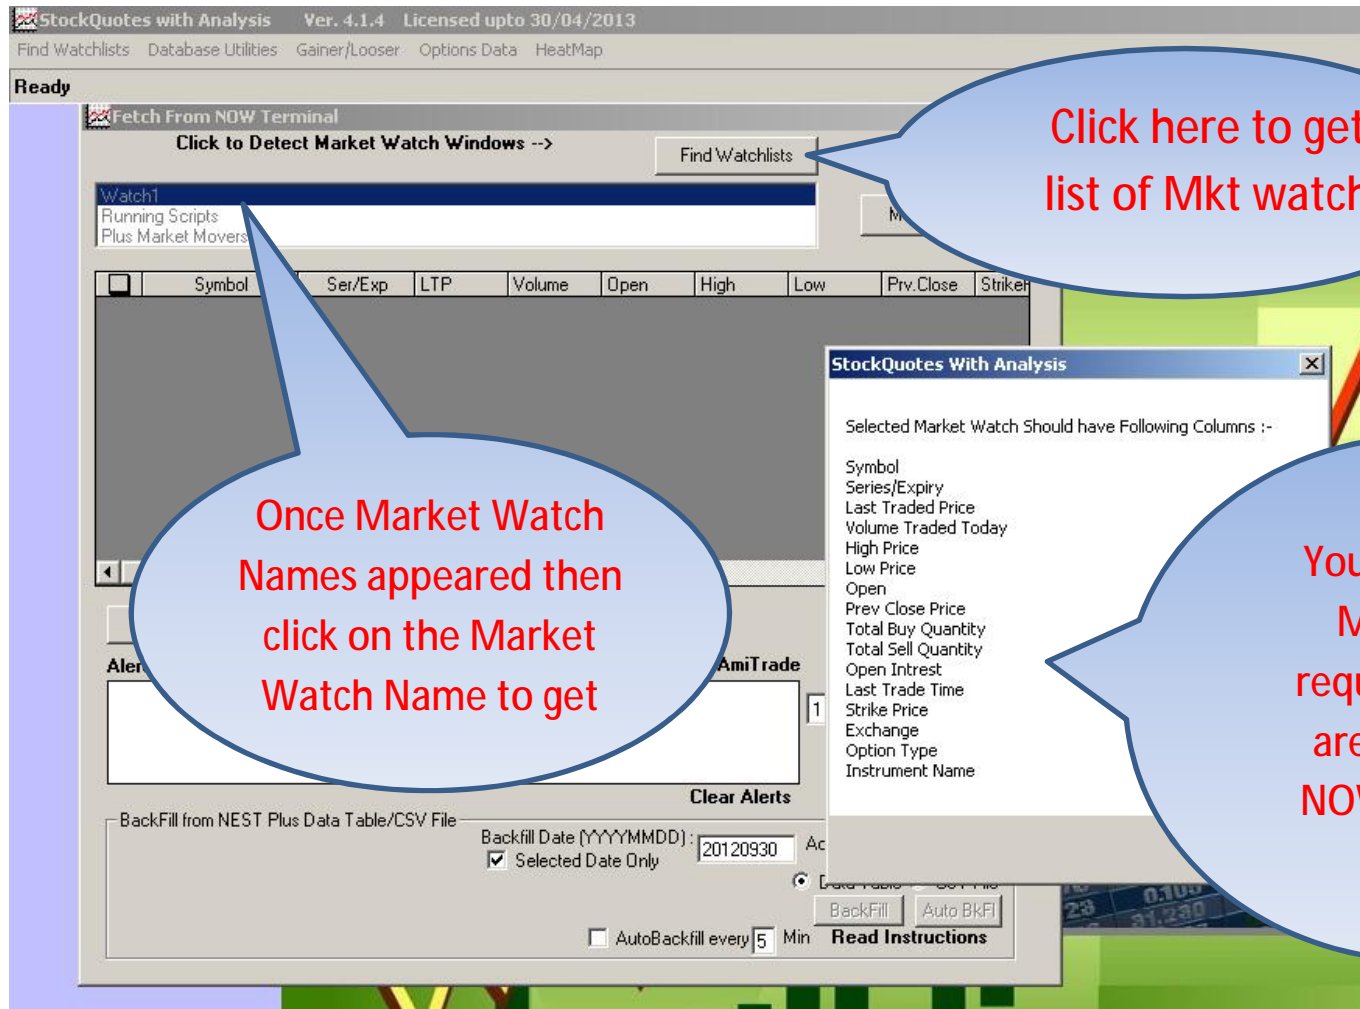 StockQuotes with Analysis Ver. 4.1.4 Licensed upto 30/04/2013
Find Watchlists Database Utilities Gainer/Looser Options Data HeatMap
Ready
Fetch From NOW Terminal
Click to Detect Market Watch Windows -->
Find Watchlists
Click here to get
list of Mkt watch
Watch1
Running Scripts
Plus Market Movers
Symbol Ser/Exp LTP Volume Open High Low Prv.Close
StockQuotes With Analysis
Selected Market Watch Should have Following Columns :-
Symbol
Series/Expiry
Last Traded Price
Volume Traded Today
High Price
Low Price
Open
Prev Close Price
Total Buy Quantity
Total Sell Quantity
Open Intrest
Last Trade Time
Strike Price
Exchange
Option Type
Instrument Name
Once Market Watch
Names appeared then
click on the Market
Watch Name to get
AmiTrade
1
Clear Alerts
BackFill from NEST Plus Data Table/CSV File
Backfill Date (YYYYMMDD) : 20120930
Selected Date Only
BackFill Auto BkFl
AutoBackfill every 5 Min Read Instructions
31.230